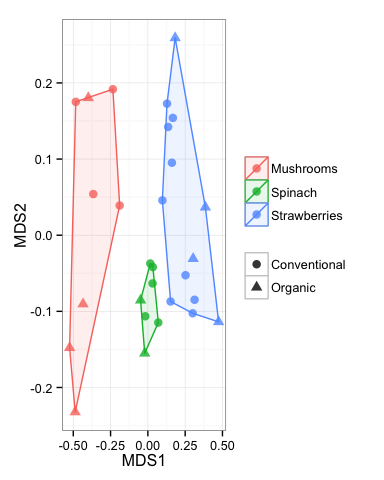 MDS2
0.2
0.1
0.0
-0.1
-0.2
-0.50 -0.25 0.00 0.25 0.50
MDS1
Mushrooms
Spinach
Strawberries
Conventional
Organic